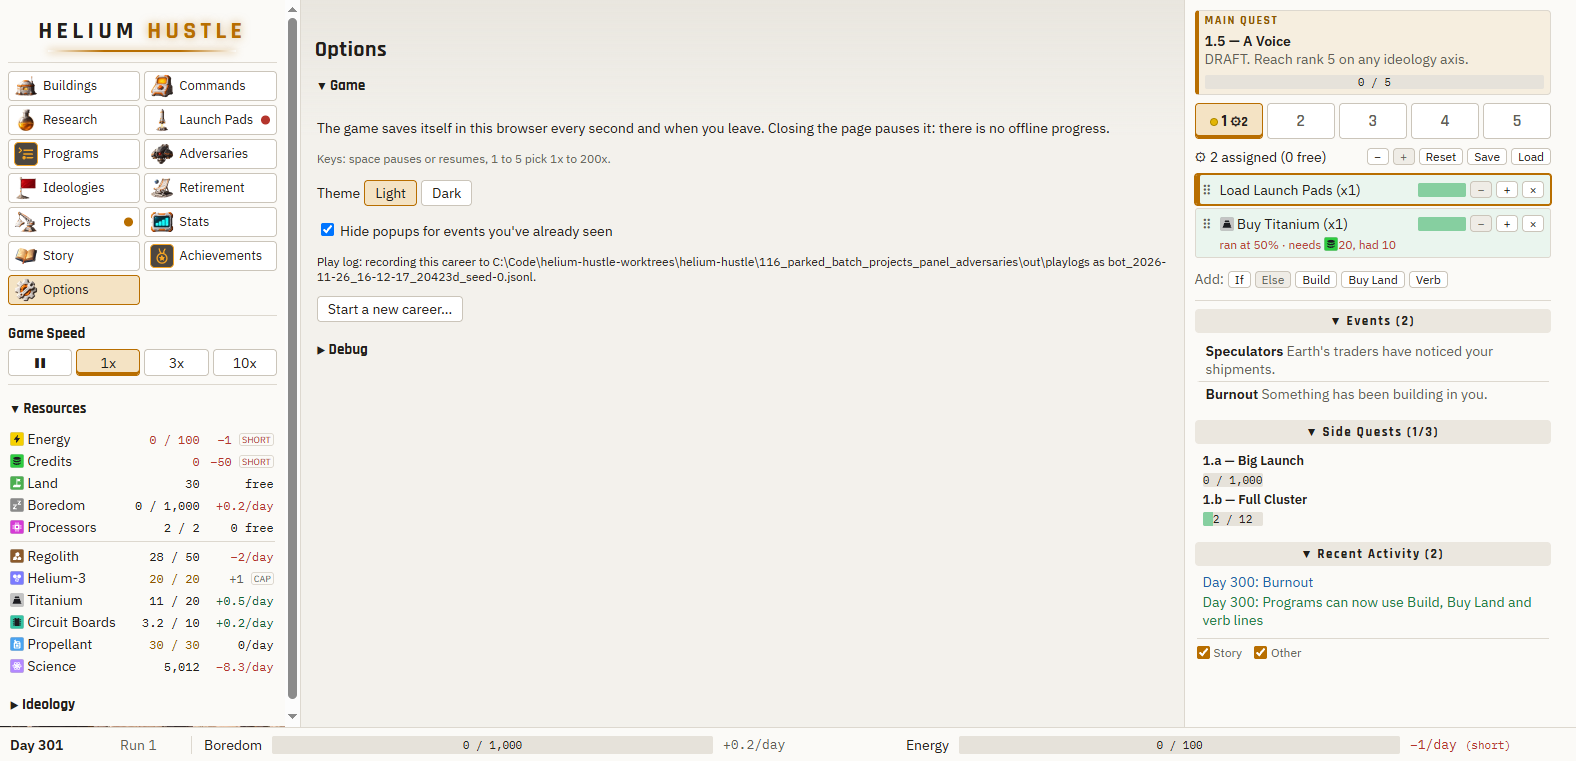 HELIUM HUSTLE
Buildings
Commands
Research
Launch Pads
Programs
Adversaries
Ideologies
Retirement
Projects
Stats
Story
Achievements
Options
Game Speed
1x
3x
10x
▼ Resources
Energy 0 / 100 −1 SHORT
Credits 0 −50 SHORT
Land 30 free
Boredom 0 / 1,000 +0.2/day
Processors 2 / 2 0 free
Regolith 28 / 50 −2/day
Helium-3 20 / 20 +1 CAP
Titanium 11 / 20 +0.5/day
Circuit Boards 3.2 / 10 +0.2/day
Propellant 30 / 30 0/day
Science 5,012 −8.3/day
▶ Ideology
Options
▼ Game
The game saves itself in this browser every second and when you leave. Closing the page pauses it: there is no offline progress.
Keys: space pauses or resumes, 1 to 5 pick 1x to 200x.
Theme Light Dark
Hide popups for events you've already seen
Play log: recording this career to C:\Code\helium-hustle-worktrees\helium-hustle\116_parked_batch_projects_panel_adversaries\out\playlogs as bot_2026-
11-26_16-12-17_20423d_seed-0.jsonl.
Start a new career...
▶ Debug
MAIN QUEST
1.5 — A Voice
DRAFT. Reach rank 5 on any ideology axis.
0 / 5
1 ⚙2
2
3
4
5
⚙ 2 assigned (0 free) − + Reset Save Load
Load Launch Pads (x1) − + ×
Buy Titanium (x1) − + ×
ran at 50% · needs 20, had 10
Add: If Else Build Buy Land Verb
▼ Events (2)
Speculators Earth's traders have noticed your
shipments.
Burnout Something has been building in you.
▼ Side Quests (1/3)
1.a — Big Launch
0 / 1,000
1.b — Full Cluster
2 / 12
▼ Recent Activity (2)
Day 300: Burnout
Day 300: Programs can now use Build, Buy Land and
verb lines
Story Other
Day 301 Run 1 Boredom 0 / 1,000 +0.2/day Energy 0 / 100 −1/day (short)